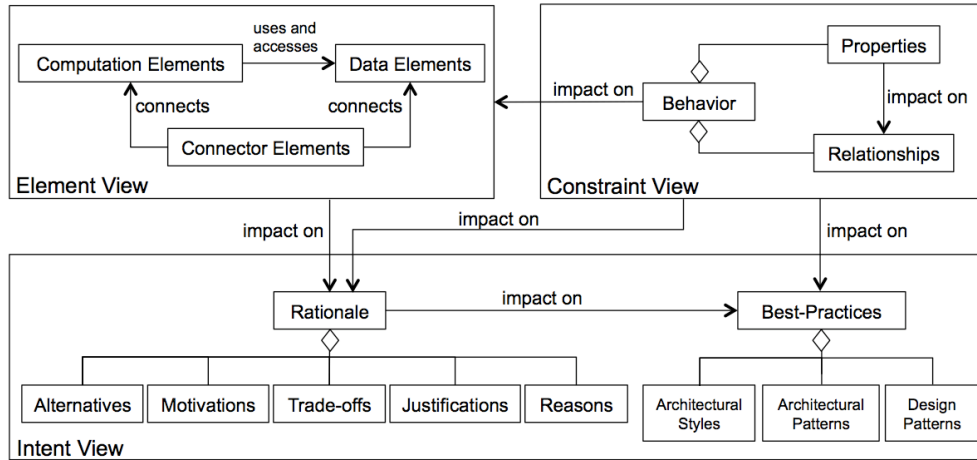 uses and
accesses
Computation Elements
Data Elements
connects
connects
Connector Elements
Element View
impact on
Properties
Behavior
impact on
Relationships
Constraint View
impact on
impact on
impact on
Rationale
impact on
Best-Practices
Alternatives
Motivations
Trade-offs
Justifications
Reasons
Architectural
Styles
Architectural
Patterns
Design
Patterns
Intent View